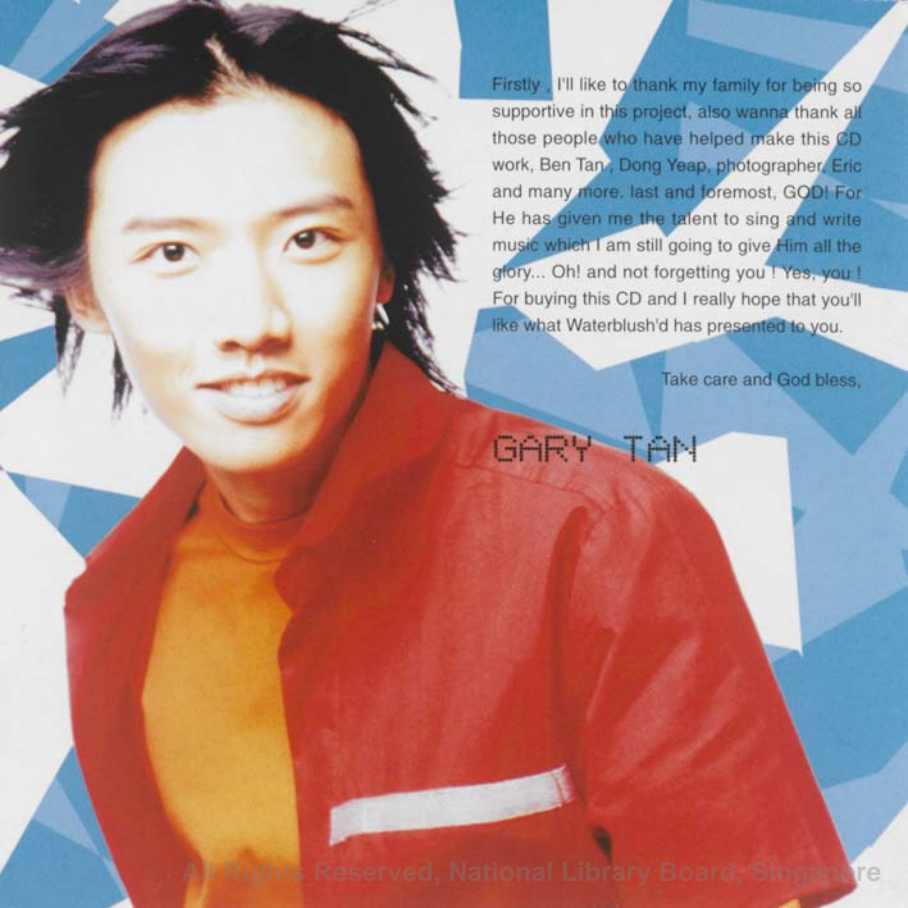 Firstly , I'll like to thank my family for being so
supportive in this project, also wanna thank all
those people who have helped make this CD
work, Ben Tan , Dong Yeap, photographer, Eric
and many more. last and foremost, GOD! For
He has given me the talent to sing and write
music which I am still going to give Him all the
glory... Oh! and not forgetting you ! Yes, you !
For buying this CD and I really hope that you'll
like what Waterblush'd has presented to you.
Take care and God bless,
GARY TAN
All Rights Reserved, National Library Board, Singapore